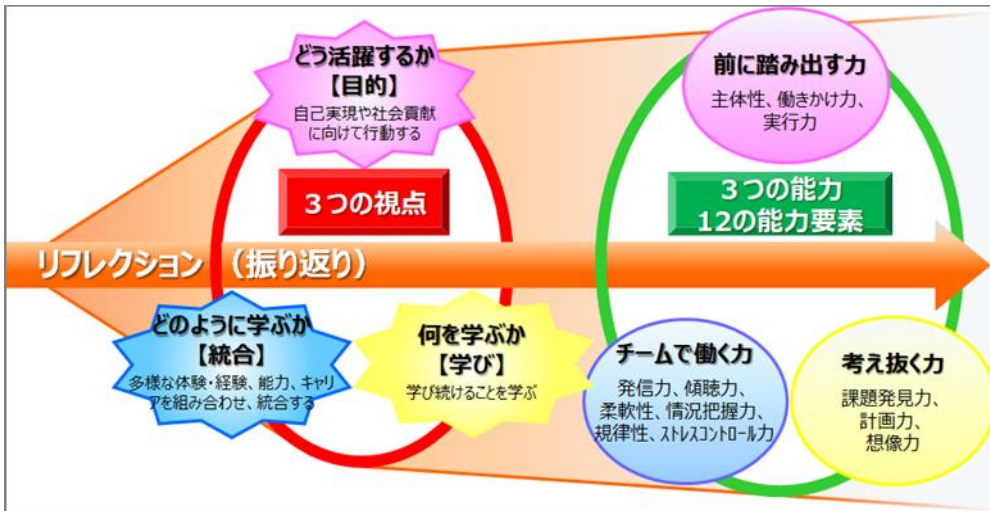 どう活躍するか
【目的】
自己実現や社会貢献
に向けて行動する
3つの視点
リフレクション （振り返り）
どのように学ぶか
【統合】
多様な体験・経験、能力、キャリ
アを組み合わせ、統合する
何を学ぶか
【学び】
学び続けることを学ぶ
前に踏み出す力
主体性、働きかけ力、
実行力
3つの能力
12の能力要素
チームで働く力
発信力、傾聴力、
柔軟性、情況把握力、
規律性、ストレスコントロール力
考え抜く力
課題発見力、
計画力、
想像力